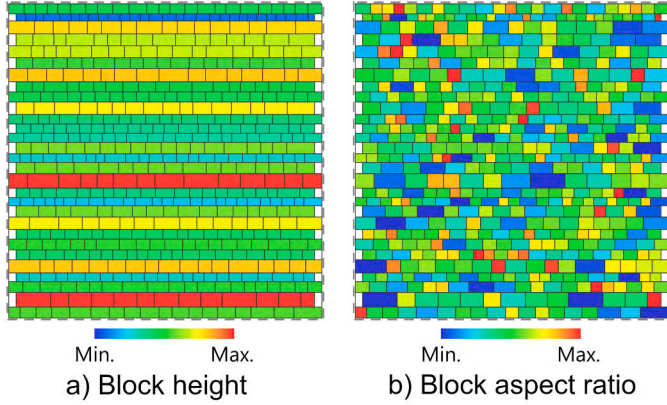 Min. Max. Min. Max.
a) Block height b) Block aspect ratio